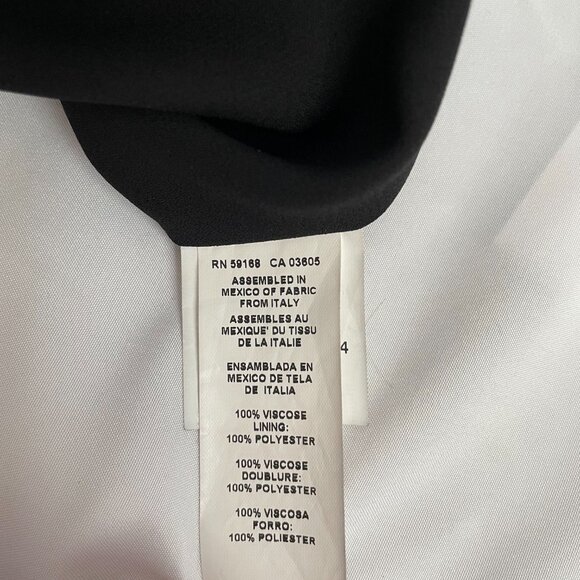 RN 59168 CA 03605
ASSEMBLED IN
MEXICO OF FABRIC
FROM ITALY
ASSEMBLES AU
MEXIQUE' DU TISSU
DE LA ITALIE
4
ENSAMBLADA EN
MEXICO DE TELA
DE ITALIA
100% VISCOSE
LINING:
100% POLYESTER
100% VISCOSE
DOUBLURE:
100% POLYESTER
100% VISCOSA
FORRO:
100% POLIESTER